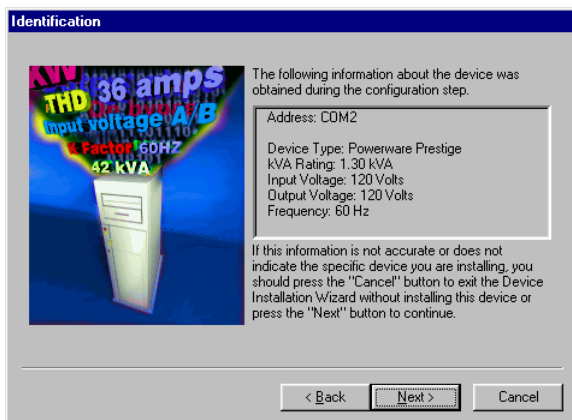 Identification
KW
THD 36 amps
Input voltage A/B
K Factor 60HZ
42 kVA
The following information about the device was
obtained during the configuration step.
Address: COM2
Device Type: Powerware Prestige
kVA Rating: 1.30 kVA
Input Voltage: 120 Volts
Output Voltage: 120 Volts
Frequency: 60 Hz
If this information is not accurate or does not
indicate the specific device you are installing, you
should press the "Cancel" button to exit the Device
Installation Wizard without installing this device or
press the "Next" button to continue.
< Back
Next >
Cancel